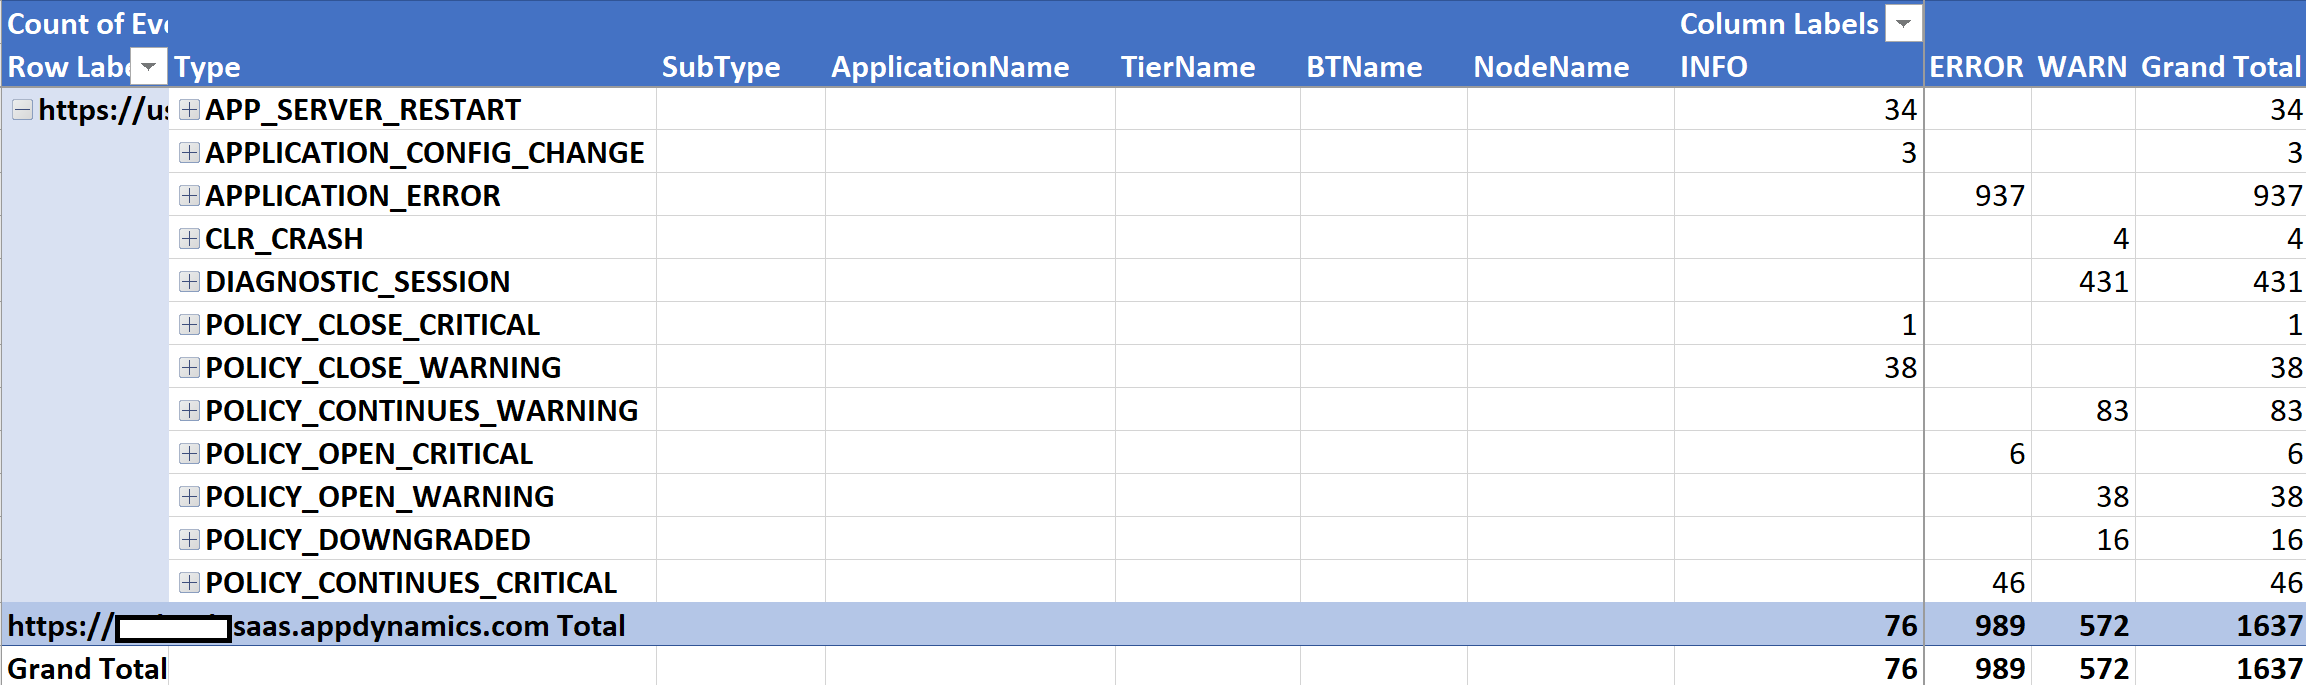 Count of Eve Column Labels
Row Labe Type SubType ApplicationName TierName BTName NodeName INFO ERROR WARN Grand Total
https://us APP_SERVER_RESTART 34 34
APPLICATION_CONFIG_CHANGE 3 3
APPLICATION_ERROR 937 937
CLR_CRASH 4 4
DIAGNOSTIC_SESSION 431 431
POLICY_CLOSE_CRITICAL 1 1
POLICY_CLOSE_WARNING 38 38
POLICY_CONTINUES_WARNING 83 83
POLICY_OPEN_CRITICAL 6 6
POLICY_OPEN_WARNING 38 38
POLICY_DOWNGRADED 16 16
POLICY_CONTINUES_CRITICAL 46 46
https:// saas.appdynamics.com Total 76 989 572 1637
Grand Total 76 989 572 1637